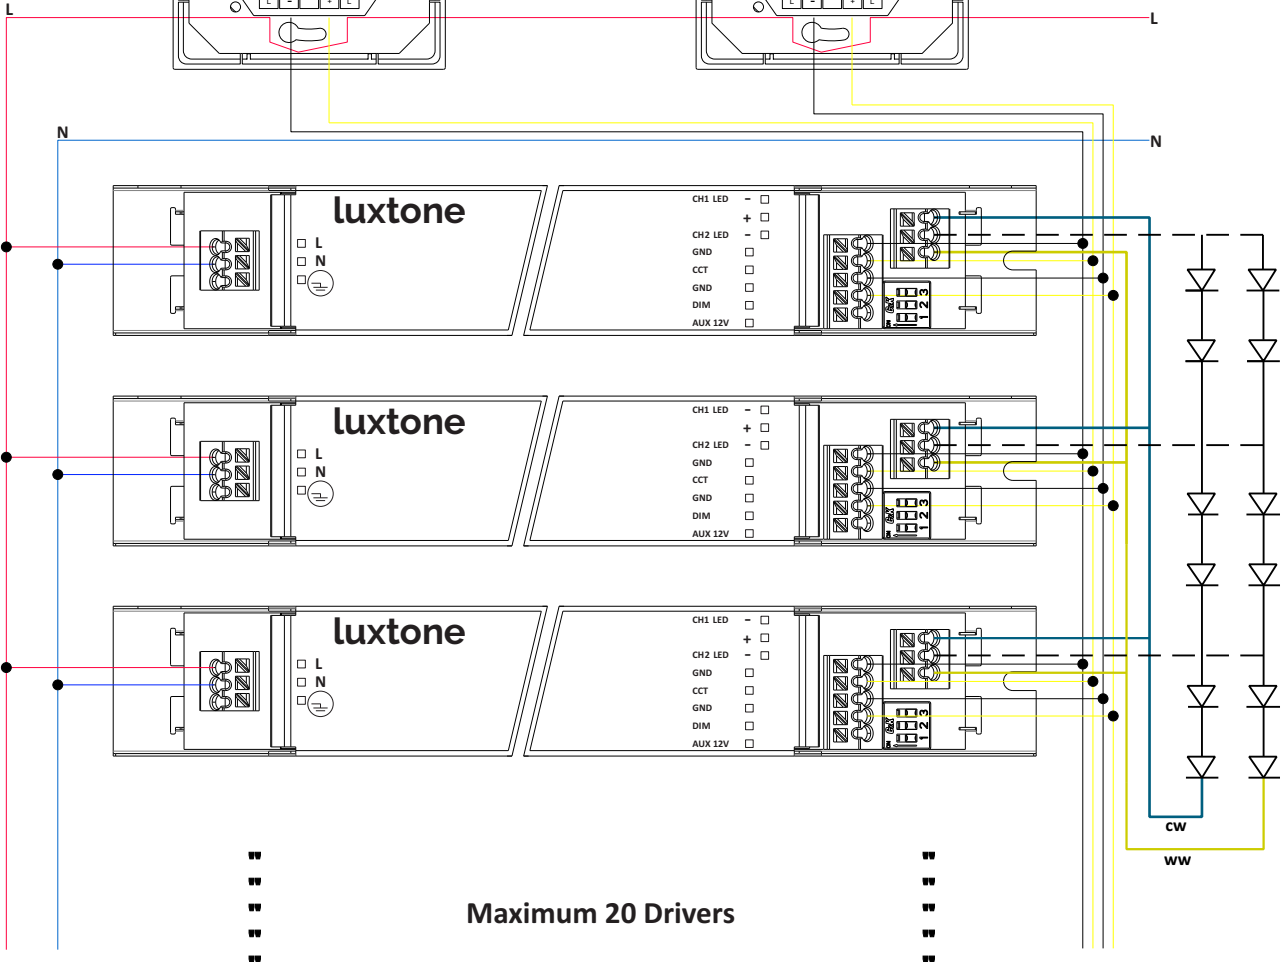 L
L - + L
L - + L
L
N
N
luxtone
L
N
CH1 LED -
+
CH2 LED -
GND
CCT
GND
DIM
AUX 12V
ON
1 2 3
luxtone
L
N
CH1 LED -
+
CH2 LED -
GND
CCT
GND
DIM
AUX 12V
1 2 3
luxtone
L
N
CH1 LED -
+
CH2 LED -
GND
CCT
GND
DIM
AUX 12V
ON
1 2 3
cw
ww
Maximum 20 Drivers